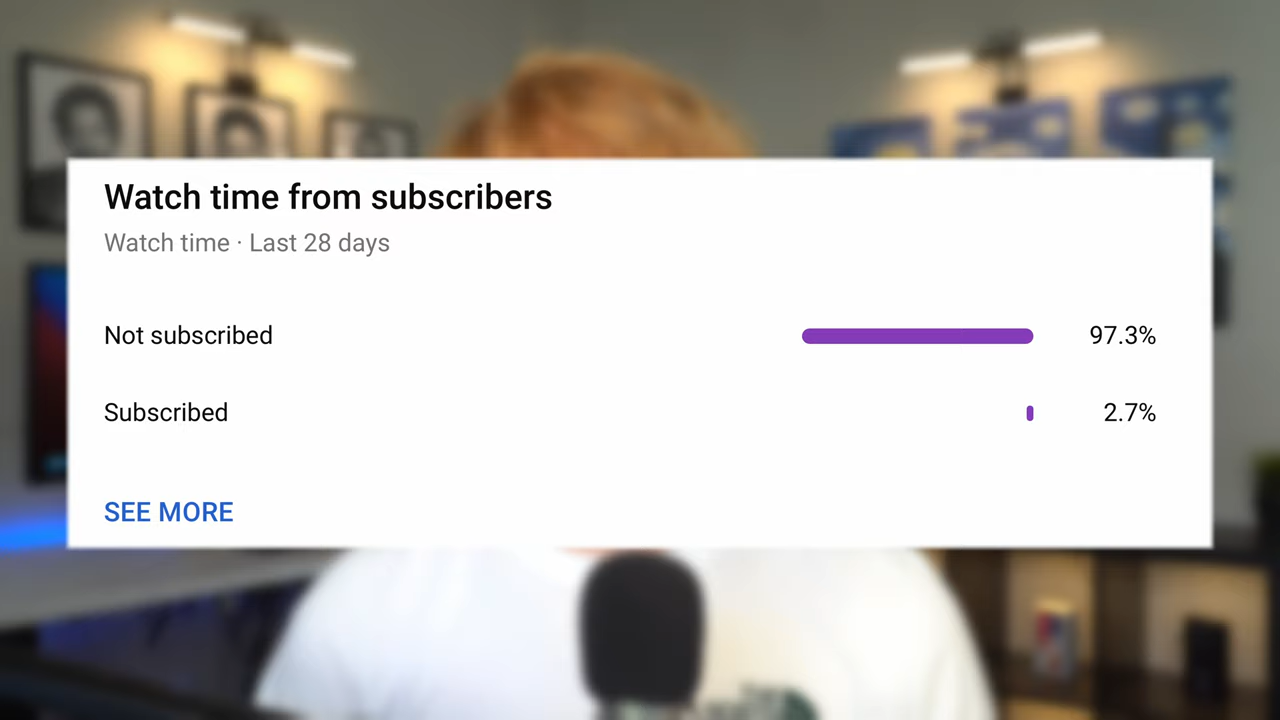 Watch time from subscribers
Watch time · Last 28 days
Not subscribed 97.3%
Subscribed 2.7%
SEE MORE